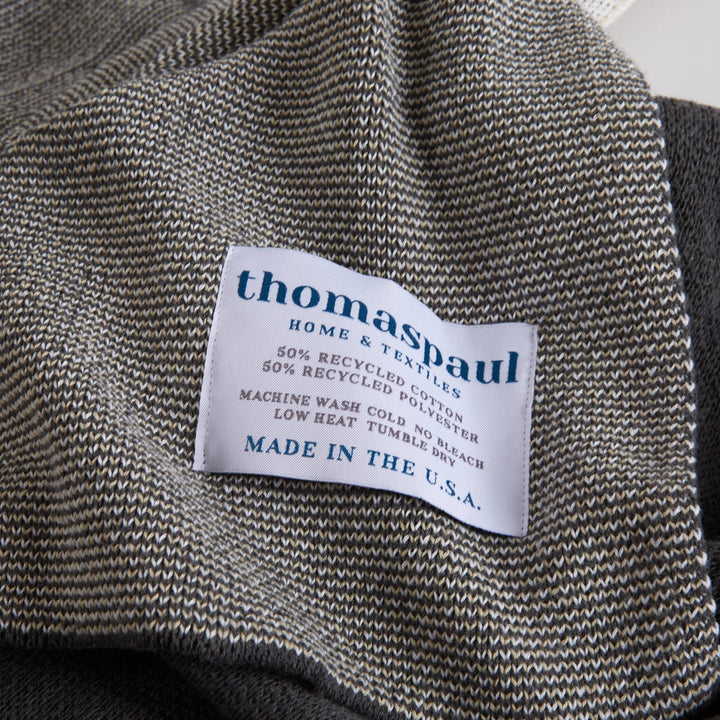 thomaspaul
HOME & TEXTILES
50% RECYCLED COTTON
50% RECYCLED POLYESTER
MACHINE WASH COLD NO BLEACH
LOW HEAT TUMBLE DRY
MADE IN THE U.S.A.